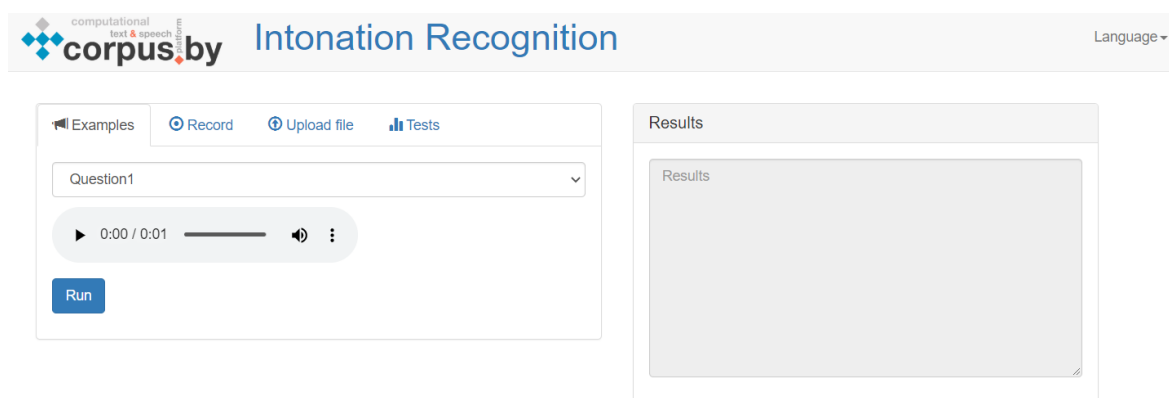 computational
text & speech
platform
corpus.by
Intonation Recognition
Language
Examples
Record
Upload file
Tests
Question1
0:00 / 0:01
Run
Results
Results